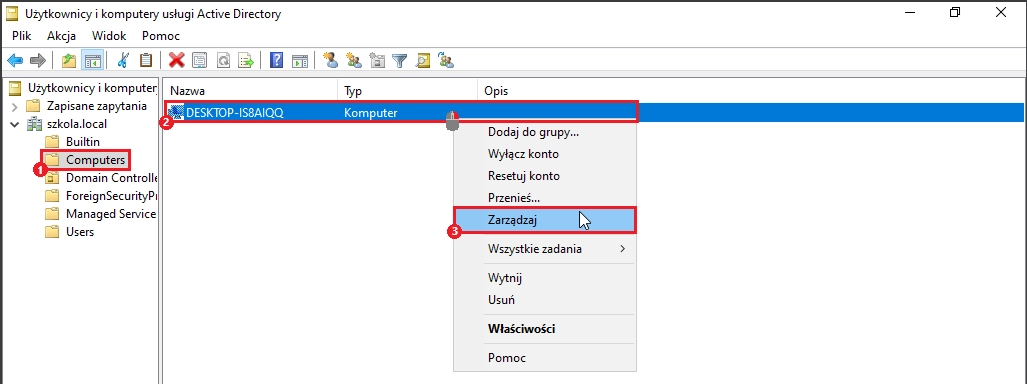 Użytkownicy i komputery usługi Active Directory
Plik Akcja Widok Pomoc
Użytkownicy i komputer
Zapisane zapytania
szkola.local
Builtin
1
Computers
Domain Controlle
ForeignSecurityPr
Managed Service
Users
Nazwa Typ Opis
2
DESKTOP-IS8AIQQ Komputer
Dodaj do grupy...
Wyłącz konto
Resetuj konto
Przenieś...
3
Zarządzaj
Wszystkie zadania
Wytnij
Usuń
Właściwości
Pomoc